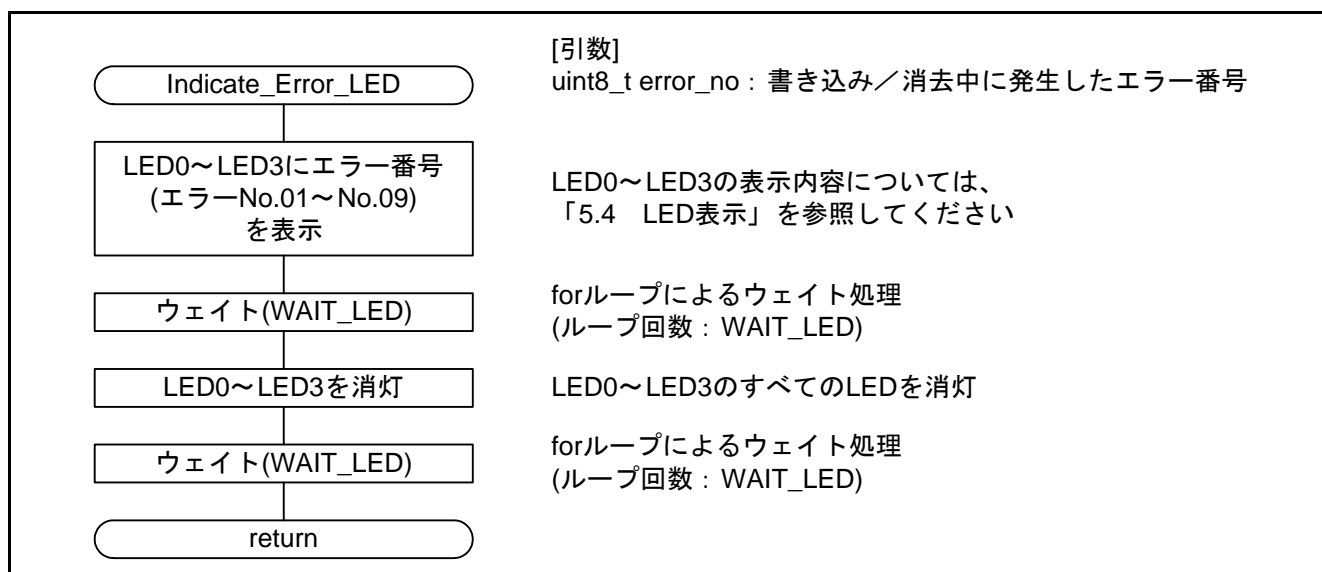 [引数]
Indicate_Error_LED
uint8_t error_no：書き込み／消去中に発生したエラー番号
LED0～LED3にエラー番号
(エラーNo.01～No.09)
を表示
LED0～LED3の表示内容については、
「5.4　LED表示」を参照してください
ウェイト(WAIT_LED)
forループによるウェイト処理
(ループ回数：WAIT_LED)
LED0～LED3を消灯
LED0～LED3のすべてのLEDを消灯
ウェイト(WAIT_LED)
forループによるウェイト処理
(ループ回数：WAIT_LED)
return